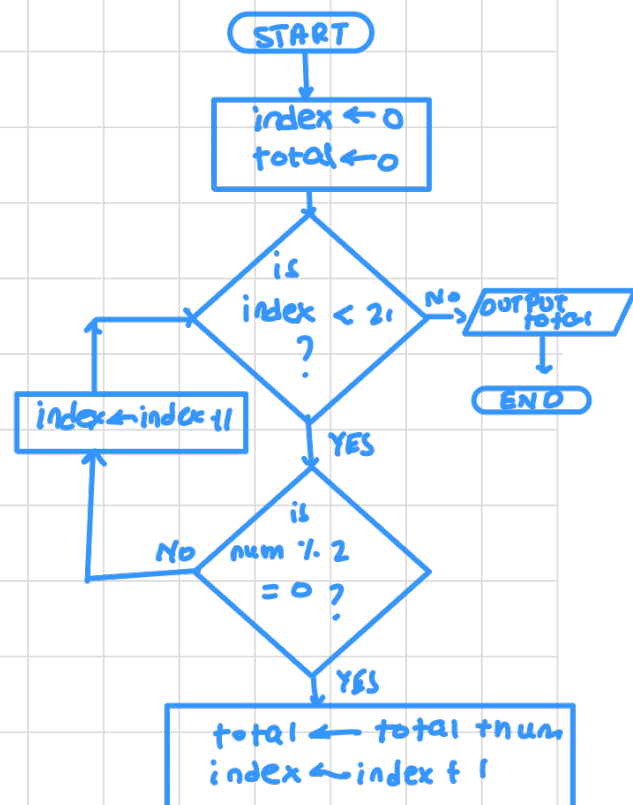 START
index ← 0
total ← 0
is
index < 21
?
No
OUTPUT
total
END
index ← index + 1
YES
is
num % 2
= 0 ?
No
YES
total ← total + num
index ← index + 1